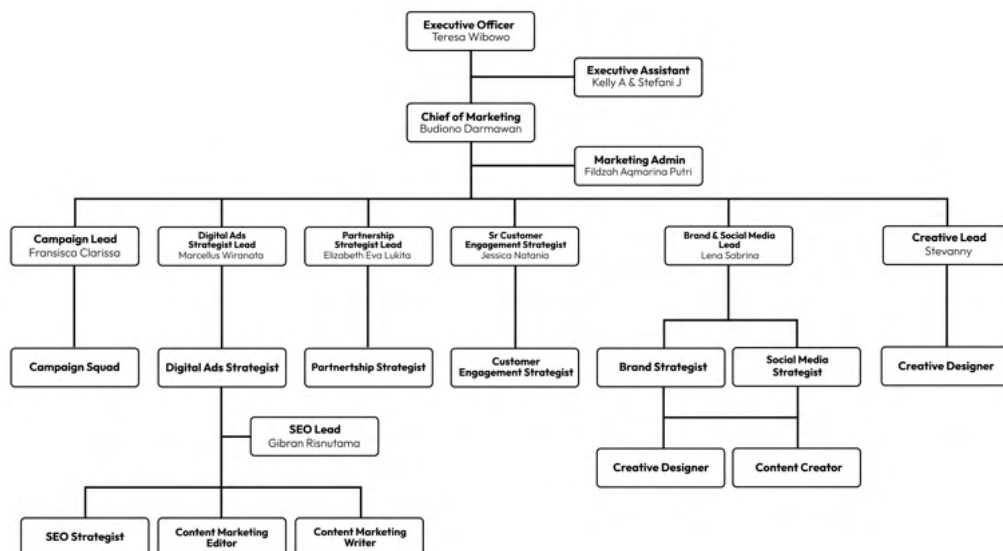 Executive Officer
Teresa Wibowo
Executive Assistant
Kelly A & Stefani J
Chief of Marketing
Budiono Darmawan
Marketing Admin
Fildzah Aqmarina Putri
Campaign Lead
Fransisca Clarissa
Digital Ads
Strategist Lead
Marcellus Wiranata
Partnership
Strategist Lead
Elizabeth Eva Lukita
Sr Customer
Engagement Strategist
Jessica Natania
Brand & Social Media
Lead
Lena Sabrina
Creative Lead
Stevanny
Campaign Squad
Digital Ads Strategist
Partnertship Strategist
Customer
Engagement Strategist
Brand Strategist
Social Media
Strategist
Creative Designer
SEO Lead
Gibran Risnutama
Creative Designer
Content Creator
SEO Strategist
Content Marketing
Editor
Content Marketing
Writer